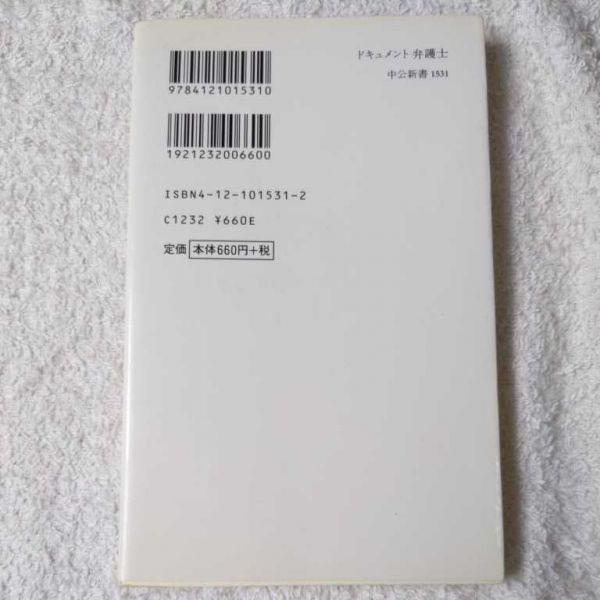 ドキュメント 弁護士
中公新書 1531
9784121015310
1921232006600
ISBN4-12-101531-2
C1232 ¥660E
定価 本体660円+税